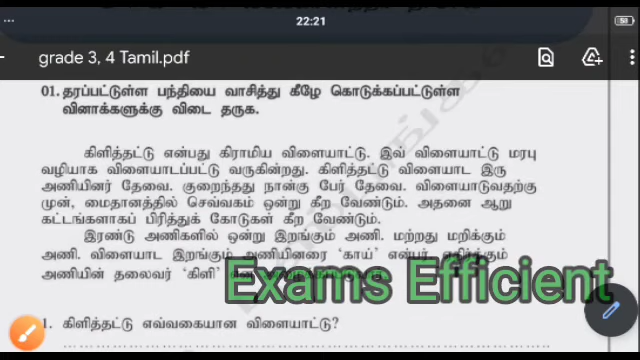 22:21
53
grade 3, 4 Tamil.pdf
01. தரப்பட்டுள்ள பந்தியை வாசித்து கீழே கொடுக்கப்பட்டுள்ள
வினாக்களுக்கு விடை தருக.
கிளித்தட்டு என்பது கிராமிய விளையாட்டு. இவ் விளையாட்டு மரபு
வழியாக விளையாடப்பட்டு வருகின்றது. கிளித்தட்டு விளையாட இரு
அணியினர் தேவை. குறைந்தது நான்கு பேர் தேவை. விளையாடுவதற்கு
முன், மைதானத்தில் செவ்வகம் ஒன்று கீற வேண்டும். அதனை ஆறு
கட்டங்களாகப் பிரித்துக் கோடுகள் கீற வேண்டும்.
இரண்டு அணிகளில் ஒன்று இறங்கும் அணி. மற்றது மறிக்கும்
அணி. விளையாட இறங்கும் அணியினரை 'காய்' என்பர்.
அணியின் தலைவர் 'கிளி'
Exams Efficient
1. கிளித்தட்டு எவ்வகையான விளையாட்டு?